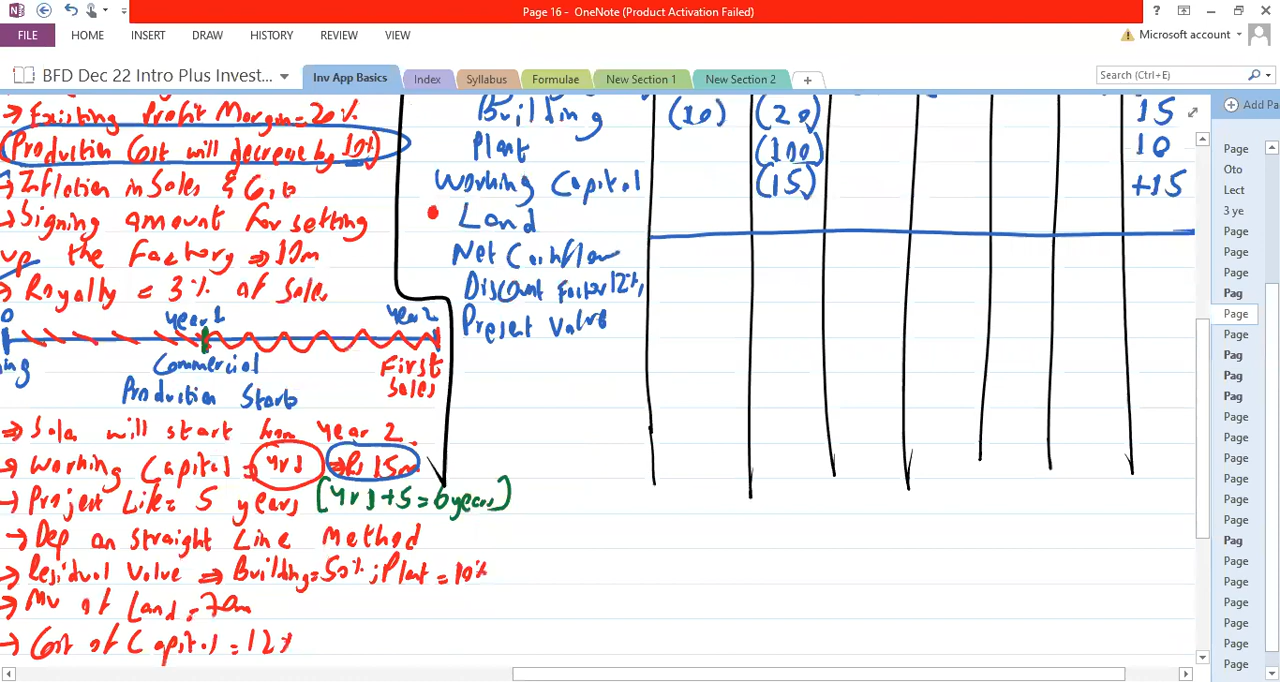 Page 16 - OneNote (Product Activation Failed)
FILE HOME INSERT DRAW HISTORY REVIEW VIEW
Microsoft account
BFD Dec 22 Intro Plus Invest... Inv App Basics Index Syllabus Formulae New Section 1 New Section 2
Search (Ctrl+E)
→ Existing Profit Margin = 20%
(Production Cost will decrease by 10%)
→ Inflation in Sales &
→ Signing amount for setting
up the Factory ⇒ 10m
→ Royalty = 3% of Sales
0 year 1 year 2
Commercial
Production Starts
First
Sales
⇒ Sales will start from year 2.
→ Working Capital = yr 1 ⇒ Rs 15m
→ Project Life = 5 years (yr 1 + 5 = 6 years)
→ Dep on Straight Line Method
→ Residual Value ⇒ Building = 50%; Plant = 10%
→ Mv of Land = 70m
→ Cost of Capital = 12%
Building (10) (20) 15
Plant (100) 10
Working Capital (15) +15
Land
Net Cashflow
Discount Factor 12%
Present Value
Add Pa
Page
Oto
Lect
3 ye
Page
Page
Page
Pag
Page
Page
Pag
Pag
Pag
Page
Page
Page
Page
Page
Page
Pag
Page
Page
Page
Page
Page
Page